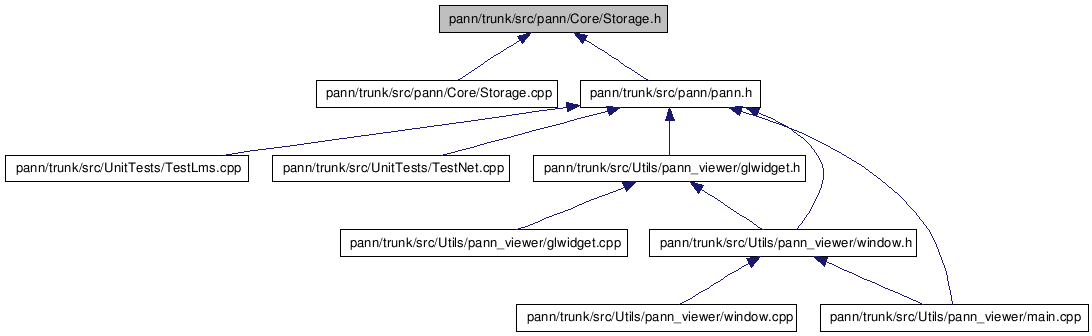 pann/trunk/src/pann/Core/Storage.h
pann/trunk/src/pann/Core/Storage.cpp
pann/trunk/src/pann/pann.h
pann/trunk/src/UnitTests/TestLms.cpp
pann/trunk/src/UnitTests/TestNet.cpp
pann/trunk/src/Utils/pann_viewer/glwidget.h
pann/trunk/src/Utils/pann_viewer/glwidget.cpp
pann/trunk/src/Utils/pann_viewer/window.h
pann/trunk/src/Utils/pann_viewer/window.cpp
pann/trunk/src/Utils/pann_viewer/main.cpp